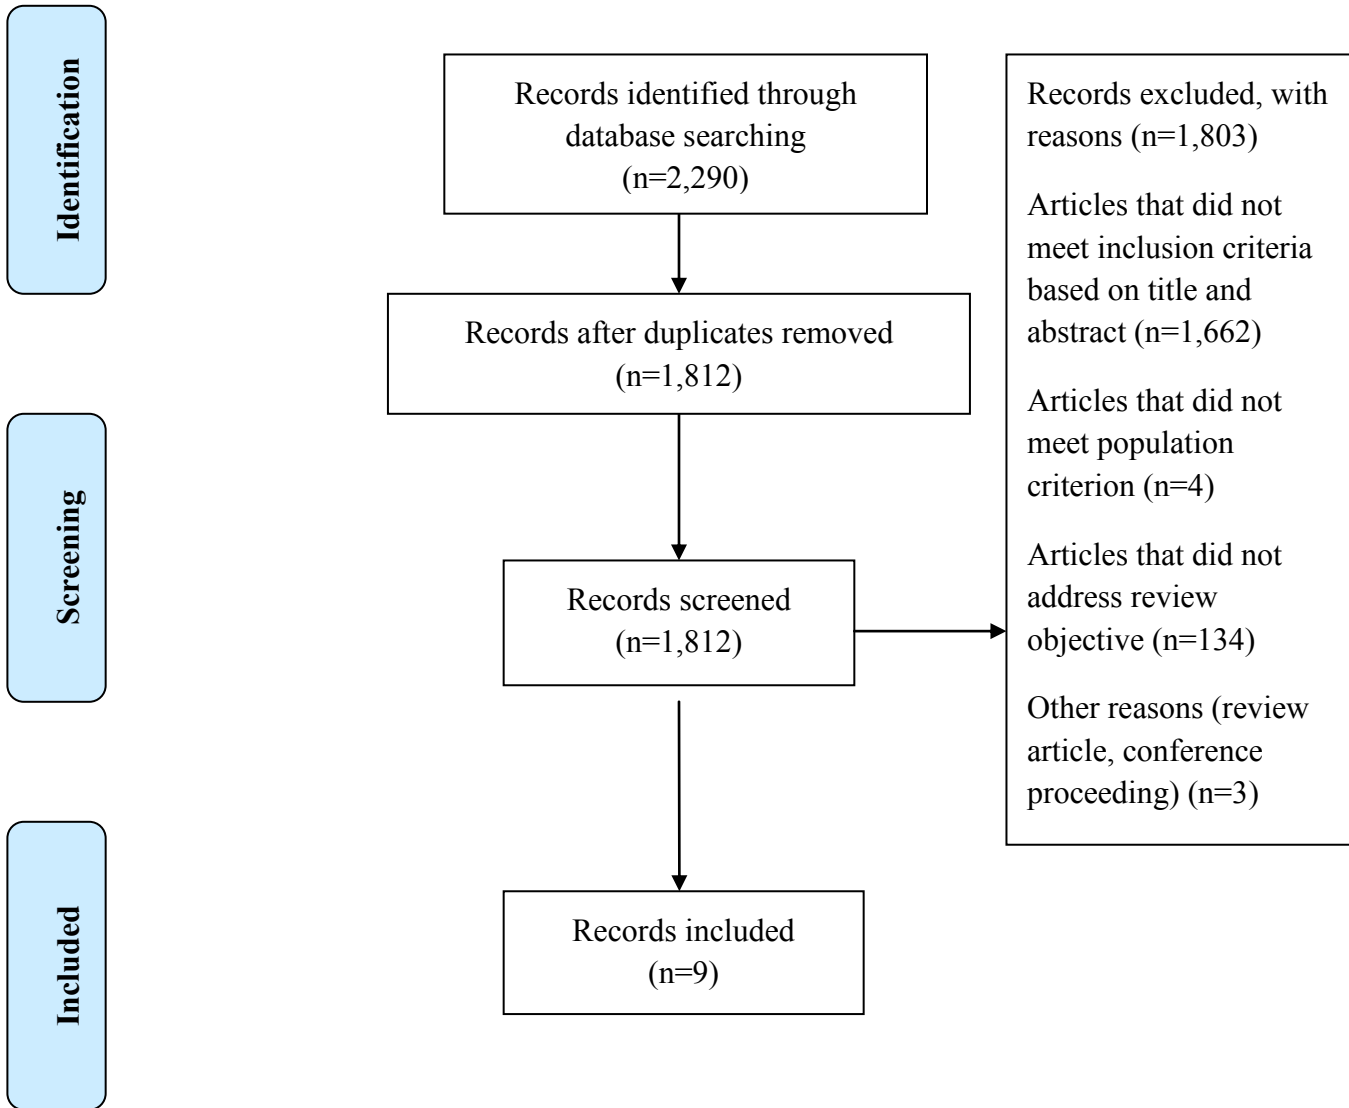 Identification
Records identified through
database searching
(n=2,290)
Records after duplicates removed
(n=1,812)
Screening
Records screened
(n=1,812)
Records excluded, with
reasons (n=1,803)
Articles that did not
meet inclusion criteria
based on title and
abstract (n=1,662)
Articles that did not
meet population
criterion (n=4)
Articles that did not
address review
objective (n=134)
Other reasons (review
article, conference
proceeding) (n=3)
Included
Records included
(n=9)